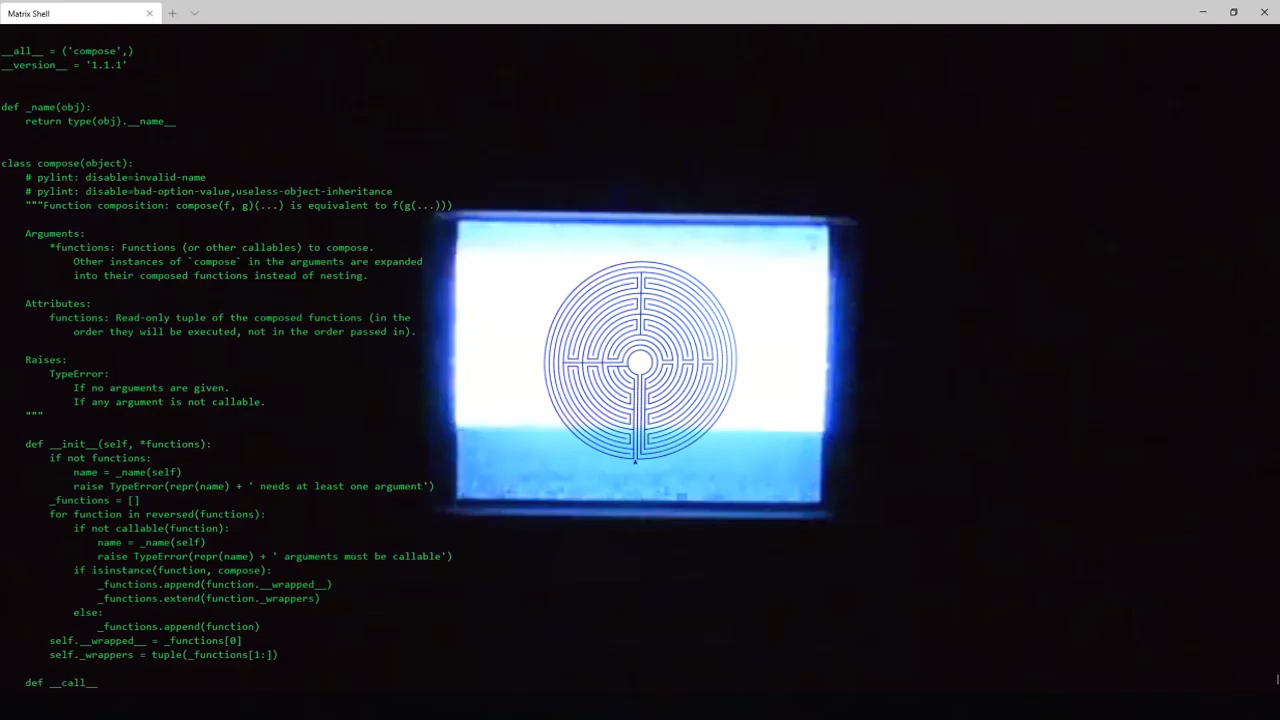 Matrix Shell
__all__ = ('compose',)
__version__ = '1.1.1'
def _name(obj):
    return type(obj).__name__
class compose(object):
    # pylint: disable=invalid-name
    # pylint: disable=bad-option-value,useless-object-inheritance
    """Function composition: compose(f, g)(...) is equivalent to f(g(...)))
    Arguments:
        *functions: Functions (or other callables) to compose.
            Other instances of `compose` in the arguments are expanded
            into their composed functions instead of nesting.
    Attributes:
        functions: Read-only tuple of the composed functions (in the
            order they will be executed, not in the order passed in).
    Raises:
        TypeError:
            If no arguments are given.
            If any argument is not callable.
    """
    def __init__(self, *functions):
        if not functions:
            name = _name(self)
            raise TypeError(repr(name) + ' needs at least one argument')
        _functions = []
        for function in reversed(functions):
            if not callable(function):
                name = _name(self)
                raise TypeError(repr(name) + ' arguments must be callable')
            if isinstance(function, compose):
                _functions.append(function.__wrapped__)
                _functions.extend(function._wrappers)
            else:
                _functions.append(function)
        self.__wrapped__ = _functions[0]
        self._wrappers = tuple(_functions[1:])
    def __call__